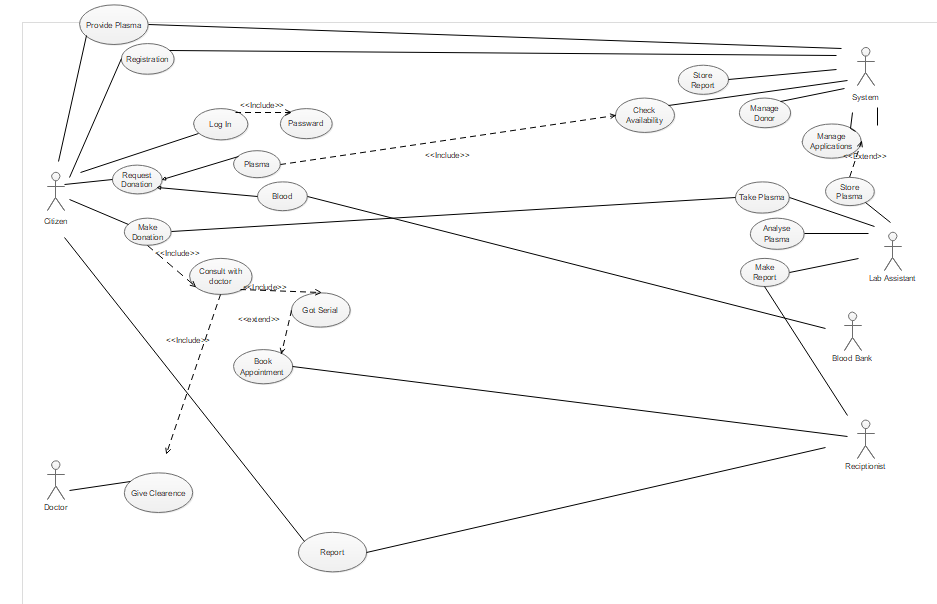 Provide Plasma
Registration
Store
Report
System
<<Include>>
Log In
Passward
Check
Availability
Manage
Donor
Manage
Applications
<<Extend>>
<<Include>>
Plasma
Request
Donation
Citizen
Blood
Take Plasma
Store
Plasma
Make
Donation
Analyse
Plasma
<<Include>>
Consult with
doctor
Make
Report
Lab Assistant
<<Include>>
Got Serial
<<extend>>
<<Include>>
Blood Bank
Book
Appointment
Reciptionist
Doctor
Give Clearence
Report